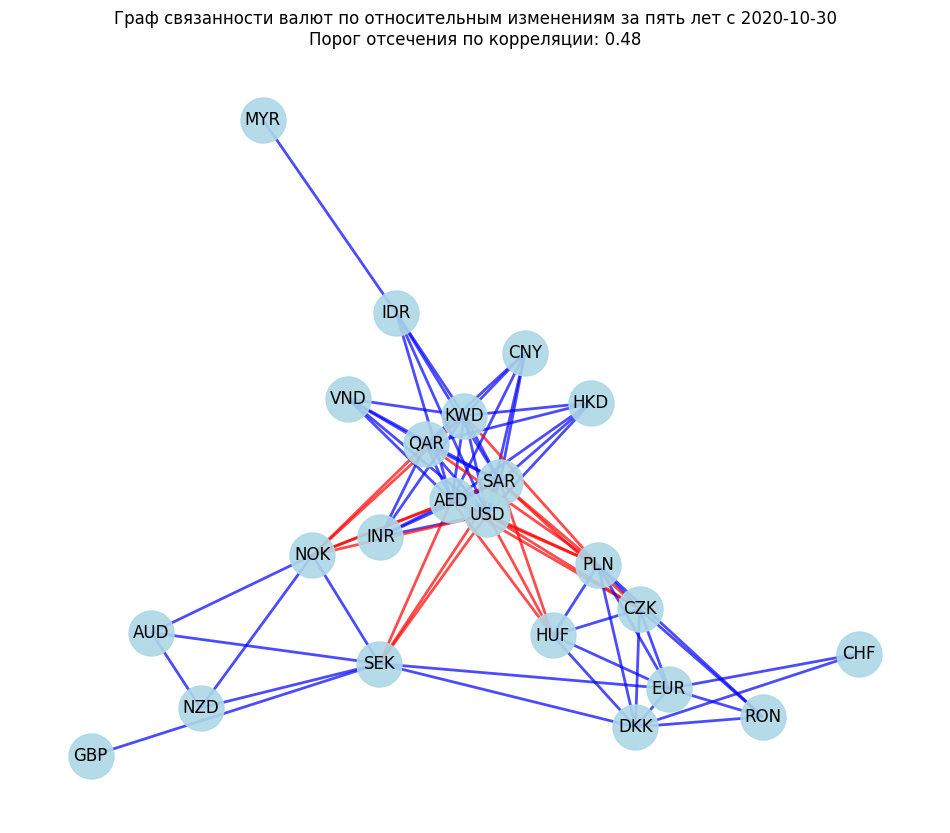 Граф связанности валют по относительным изменениям за пять лет с 2020-10-30
Порог отсечения по корреляции: 0.48
MYR
IDR
CNY
VND
HKD
KWD
QAR
SAR
AED
USD
INR
NOK
PLN
CZK
AUD
HUF
CHF
SEK
EUR
NZD
RON
DKK
GBP